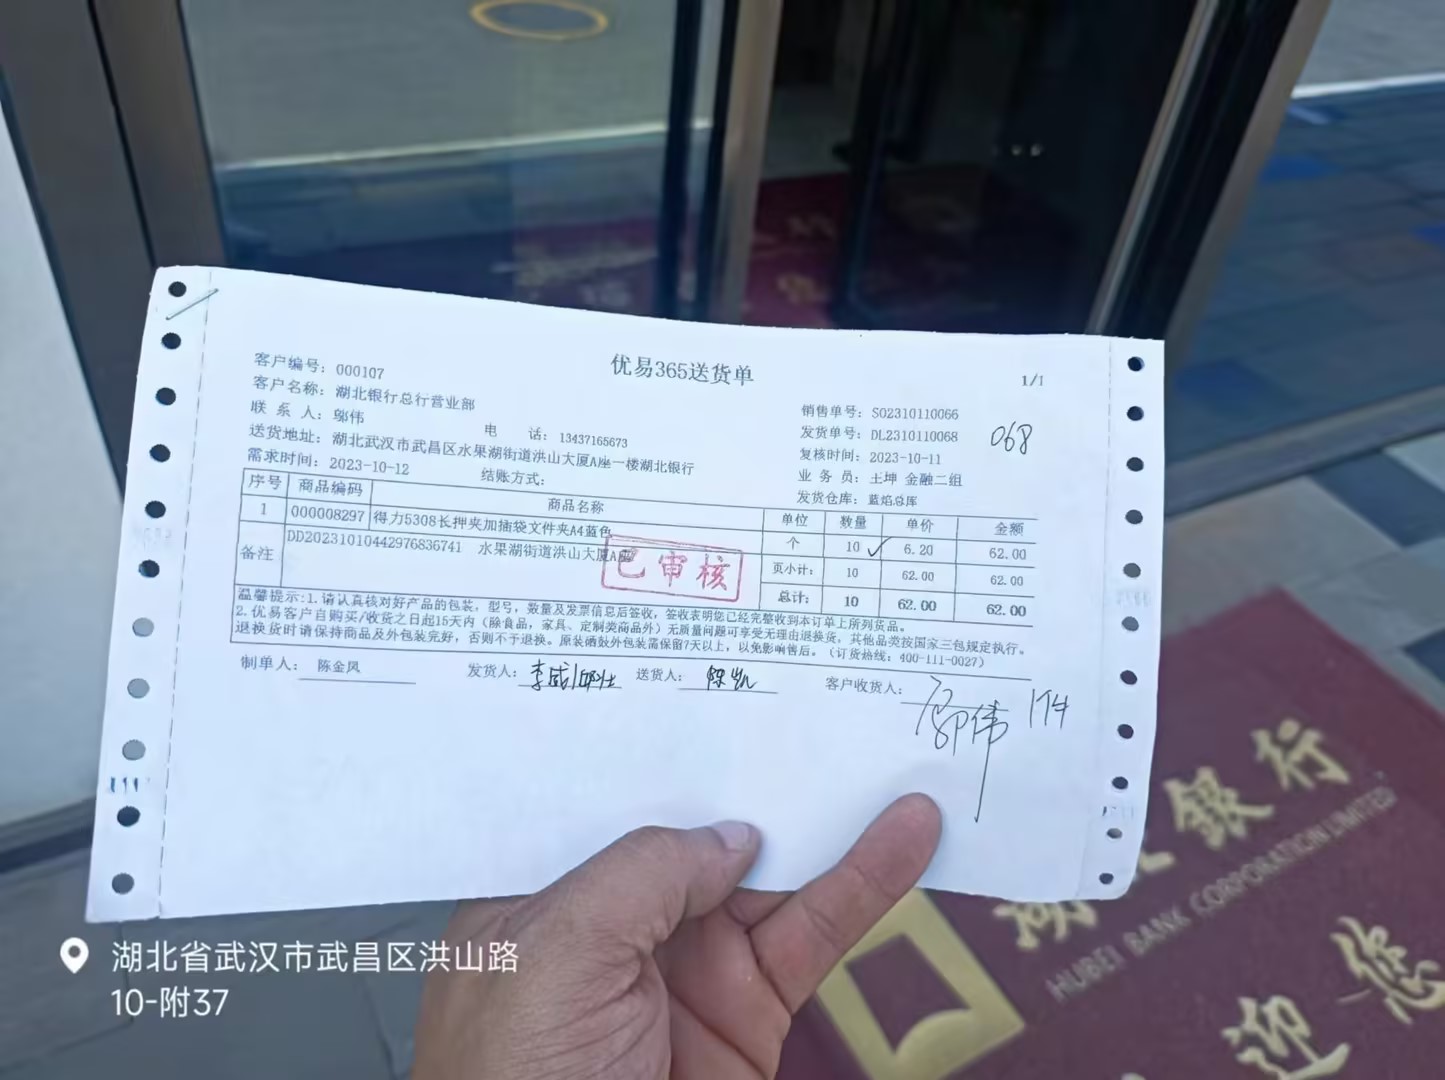 优易365送货单
1/1
客户编号: 000107
客户名称: 湖北银行总行营业部
联 系 人: 邬伟
电 话: 13437165673
送货地址: 湖北武汉市武昌区水果湖街道洪山大厦A座一楼湖北银行
需求时间: 2023-10-12
结账方式:
销售单号: SO2310110066
发货单号: DL2310110068
068
复核时间: 2023-10-11
业 务 员: 王坤 金融二组
发货仓库: 蓝焰总库
序号 商品编码 商品名称 单位 数量 单价 金额
1 000008297 得力5308长押夹加插袋文件夹A4蓝色 个 10 6.20 62.00
备注 DD20231010442976836741 水果湖街道洪山大厦A座
页小计: 10 62.00 62.00
总计: 10 62.00 62.00
已审核
温馨提示:1.请认真核对好产品的包装，型号，数量及发票信息后签收，签收表明您已经完整收到本订单上所列货品。
2.优易客户自购买/收货之日起15天内（除食品，家具、定制类商品外）无质量问题可享受无理由退换货，其他品类按国家三包规定执行。
退换货时请保持商品及外包装完好，否则不予退换。原装硒鼓外包装需保留7天以上，以免影响售后。（订货热线: 400-111-0027）
制单人: 陈金凤
发货人:
送货人: 陈凯
客户收货人: 邬伟
湖北银行
HUBEI BANK CORPORATION LIMITED
迎您
湖北省武汉市武昌区洪山路
10-附37